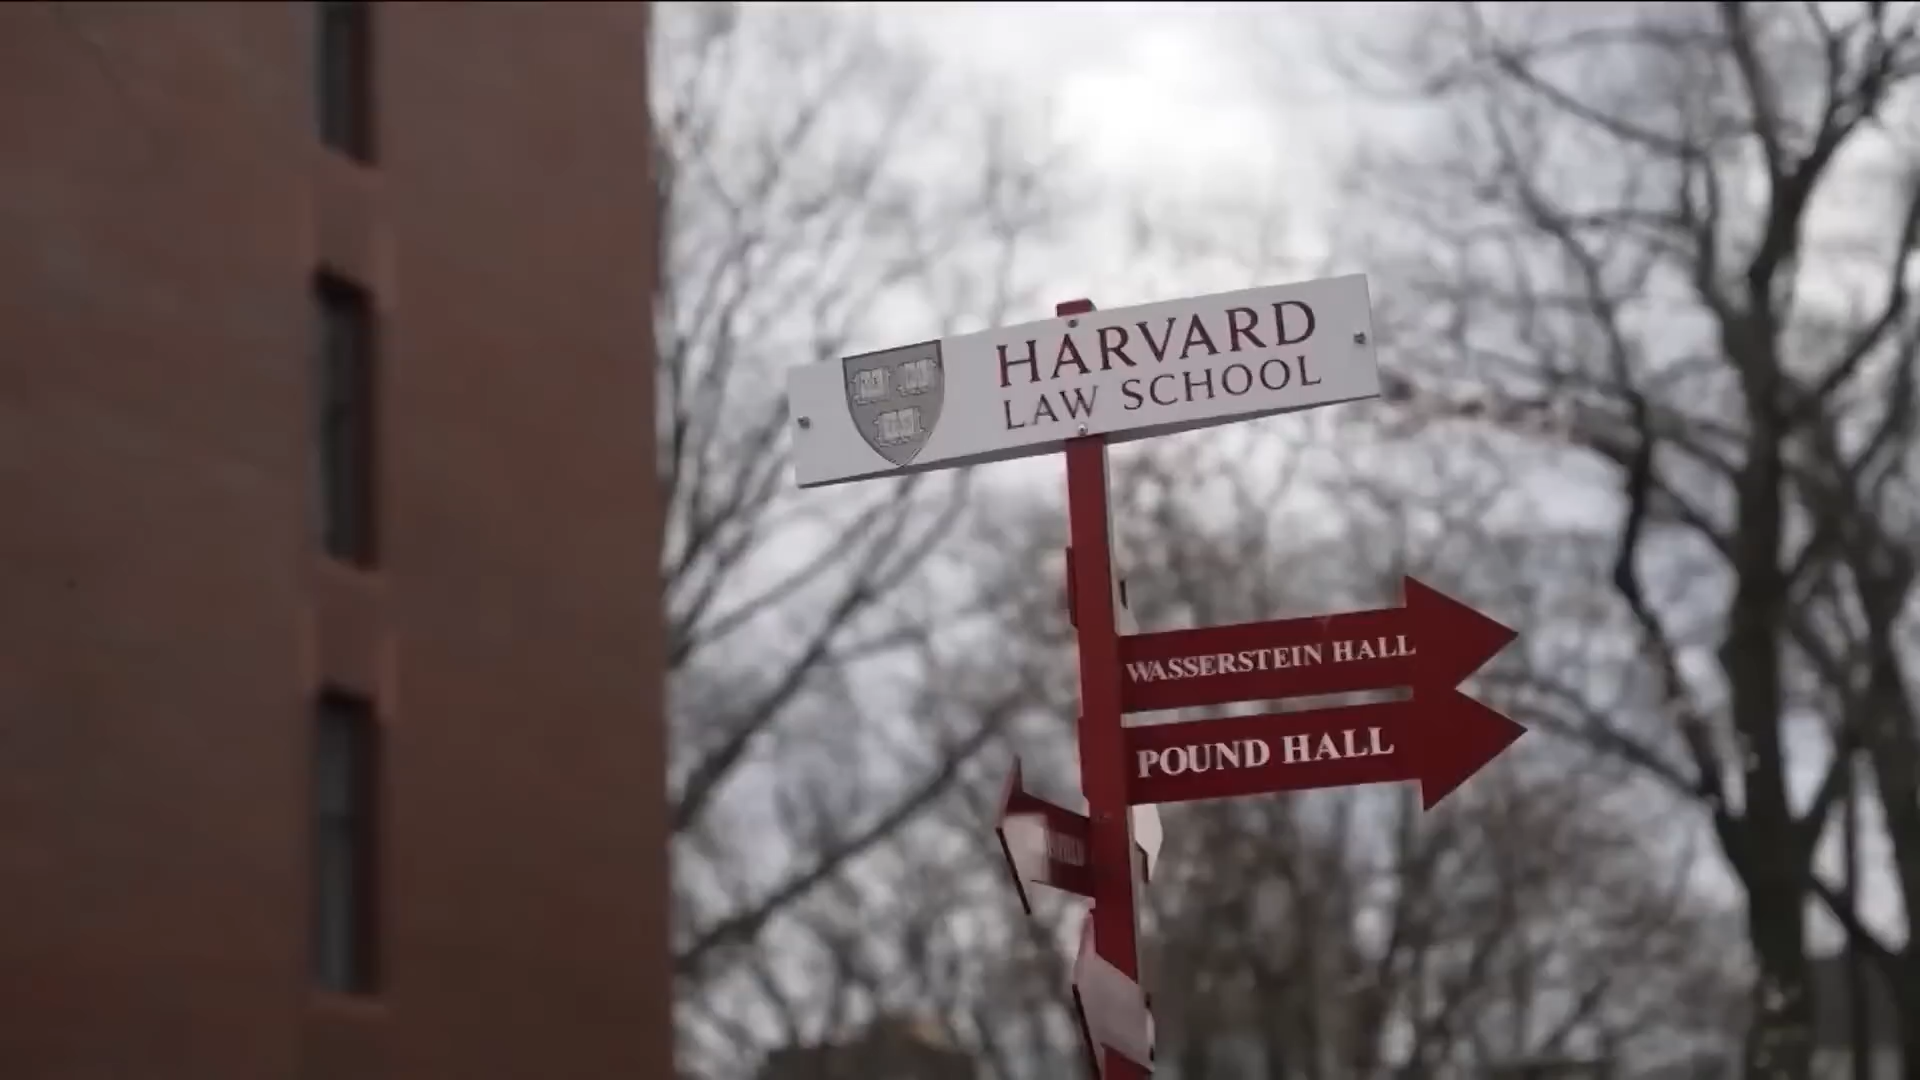 HARVARD
LAW SCHOOL
WASSERSTEIN HALL
POUND HALL